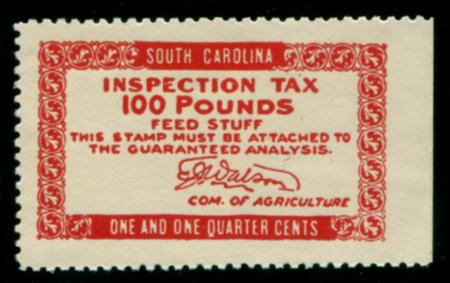 SOUTH CAROLINA
INSPECTION TAX
100 POUNDS
FEED STUFF
THIS STAMP MUST BE ATTACHED TO
THE GUARANTEED ANALYSIS.
EJWatson
COM. OF AGRICULTURE
ONE AND ONE QUARTER CENTS